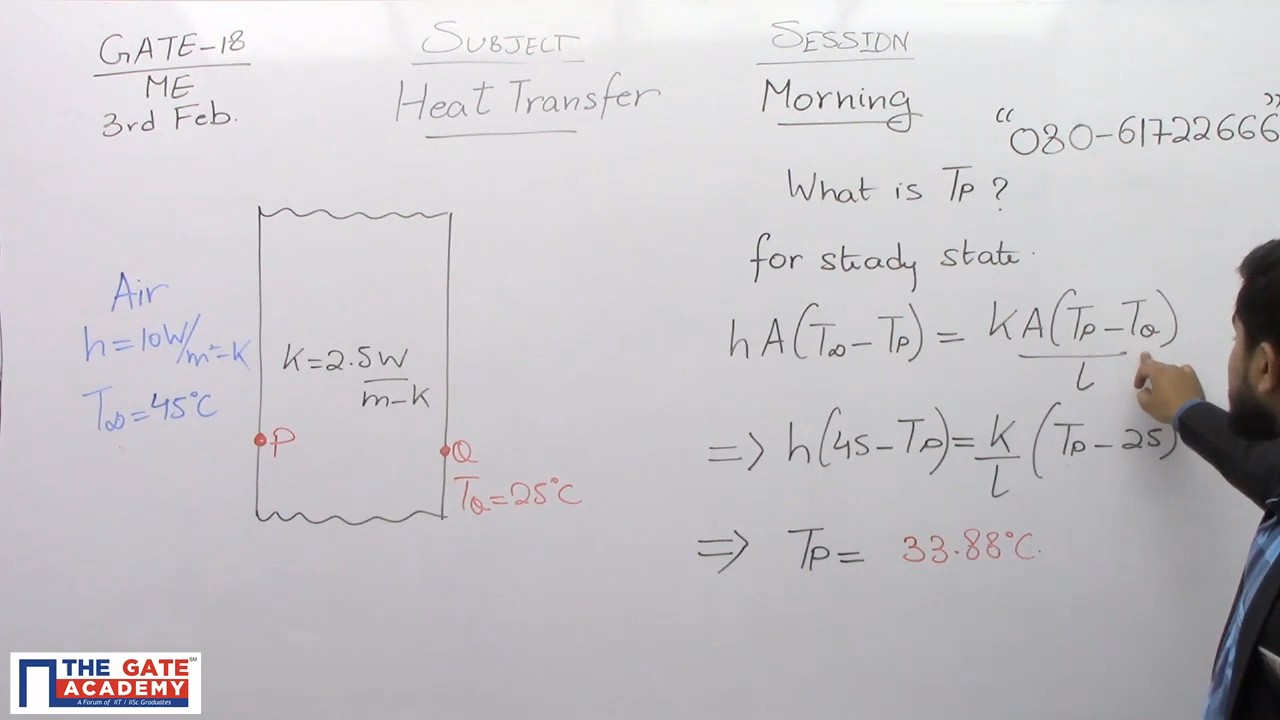 GATE-18
ME
3rd Feb.
SUBJECT
Heat Transfer
SESSION
Morning
"080-61722666"
What is Tp?
for steady state.
Air
h=10W/m²-K
T∞=45°C
K=2.5W/m-K
P
Q
TQ=25°C
hA(T∞-Tp) = KA(Tp-TQ)/L
=> h(45-Tp)=K/L (Tp-25)
=> Tp= 33.88°C.
THE GATE
ACADEMY
SM
A Forum of IIT / IISc Graduates